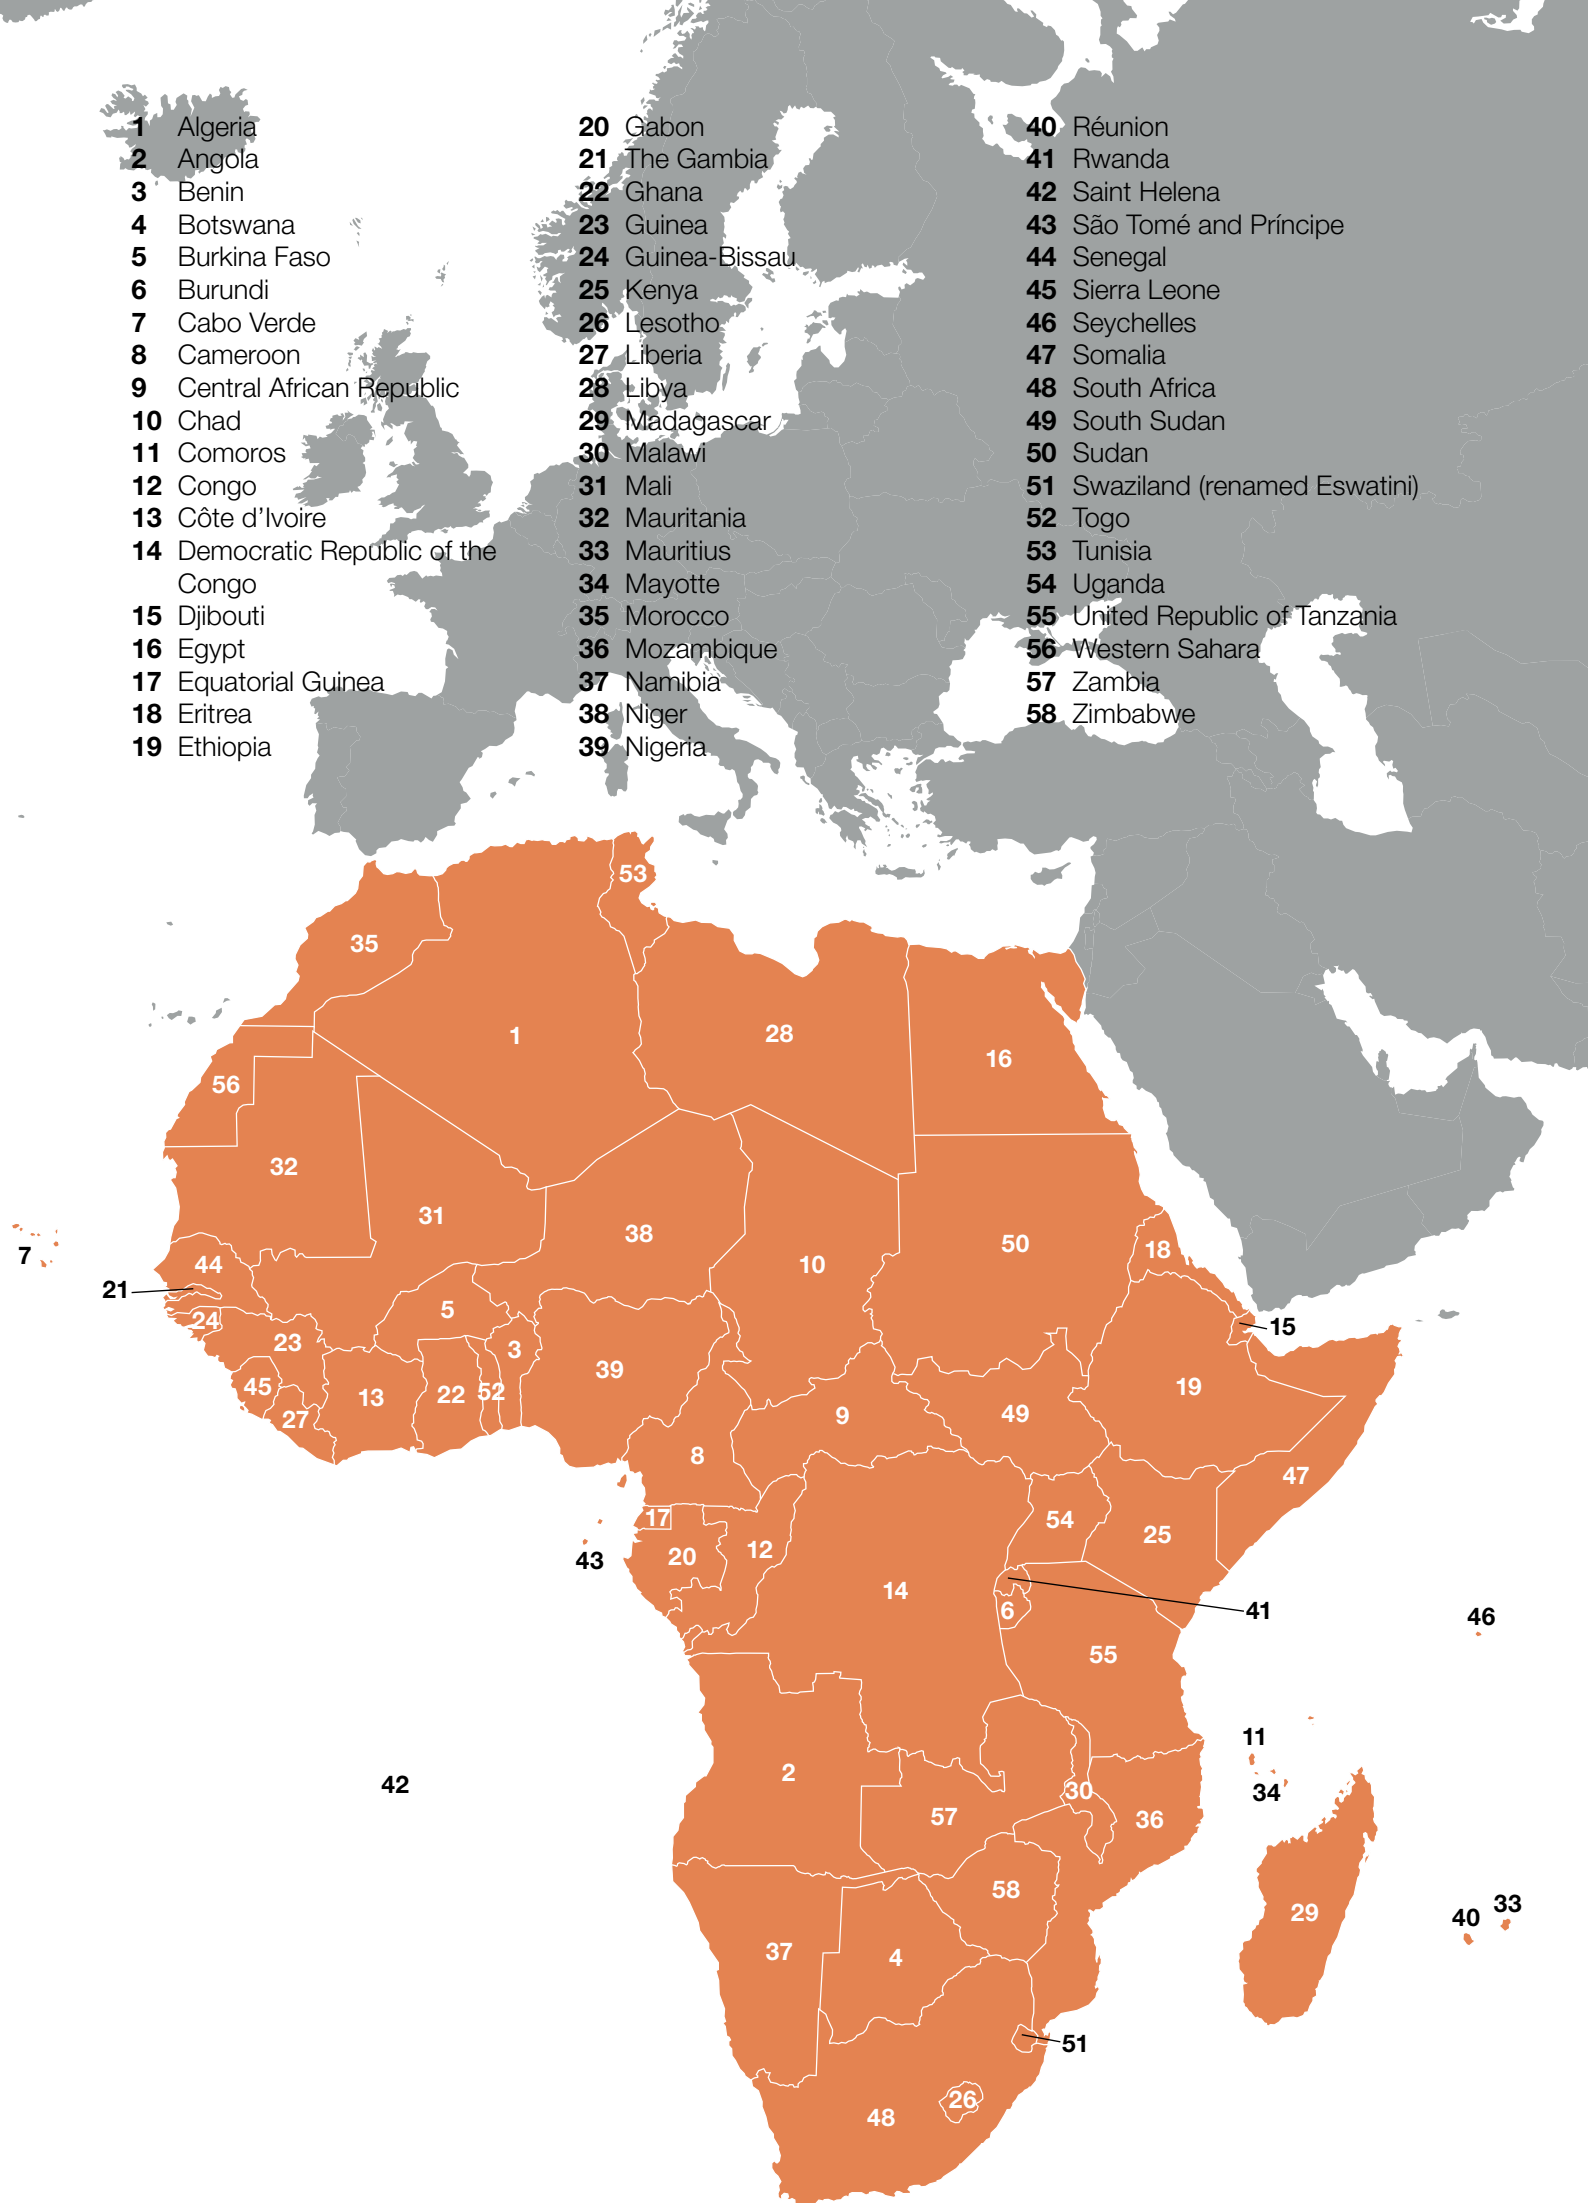 1 Algeria
2 Angola
3 Benin
4 Botswana
5 Burkina Faso
6 Burundi
7 Cabo Verde
8 Cameroon
9 Central African Republic
10 Chad
11 Comoros
12 Congo
13 Côte d’Ivoire
14 Democratic Republic of the
Congo
15 Djibouti
16 Egypt
17 Equatorial Guinea
18 Eritrea
19 Ethiopia
20 Gabon
21 The Gambia
22 Ghana
23 Guinea
24 Guinea-Bissau
25 Kenya
26 Lesotho
27 Liberia
28 Libya
29 Madagascar
30 Malawi
31 Mali
32 Mauritania
33 Mauritius
34 Mayotte
35 Morocco
36 Mozambique
37 Namibia
38 Niger
39 Nigeria
40 Réunion
41 Rwanda
42 Saint Helena
43 São Tomé and Príncipe
44 Senegal
45 Sierra Leone
46 Seychelles
47 Somalia
48 South Africa
49 South Sudan
50 Sudan
51 Swaziland (renamed Eswatini)
52 Togo
53 Tunisia
54 Uganda
55 United Republic of Tanzania
56 Western Sahara
57 Zambia
58 Zimbabwe
53
35
1
28
16
56
32
31
38
50
18
7
44
10
21
5
24
23
3
15
39
45
13
22
52
19
27
9
49
8
47
17
54
25
12
43
20
14
41
6
46
55
11
42
2
30
34
57
36
58
33
29
40
37
4
51
26
48